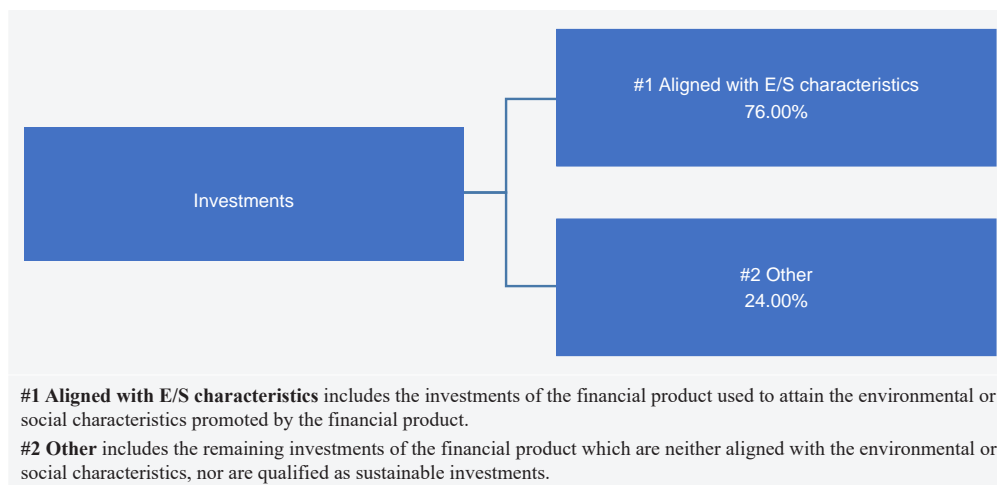 #1 Aligned with E/S characteristics
76.00%
Investments
#2 Other
24.00%
#1 Aligned with E/S characteristics includes the investments of the financial product used to attain the environmental or
social characteristics promoted by the financial product.
#2 Other includes the remaining investments of the financial product which are neither aligned with the environmental or
social characteristics, nor are qualified as sustainable investments.